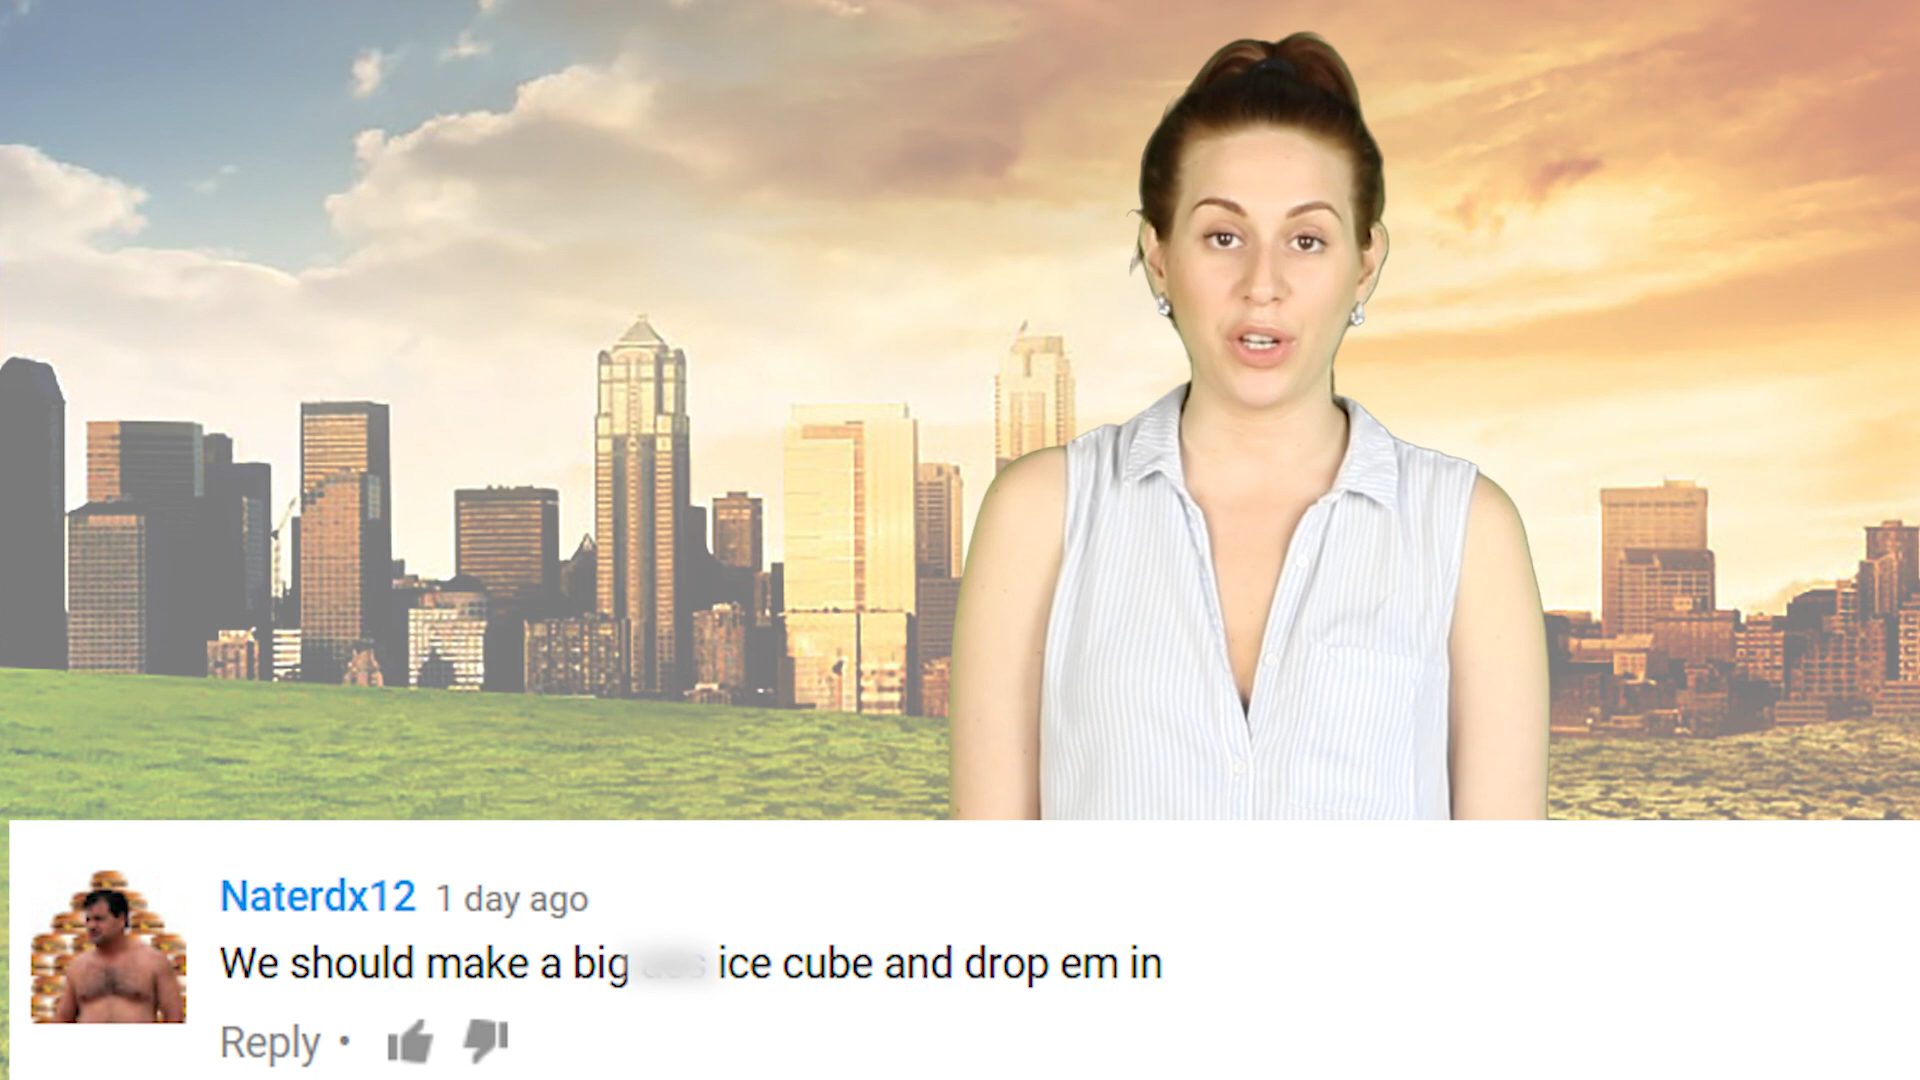 Naterdx12 1 day ago
We should make a big ice cube and drop em in
Reply •